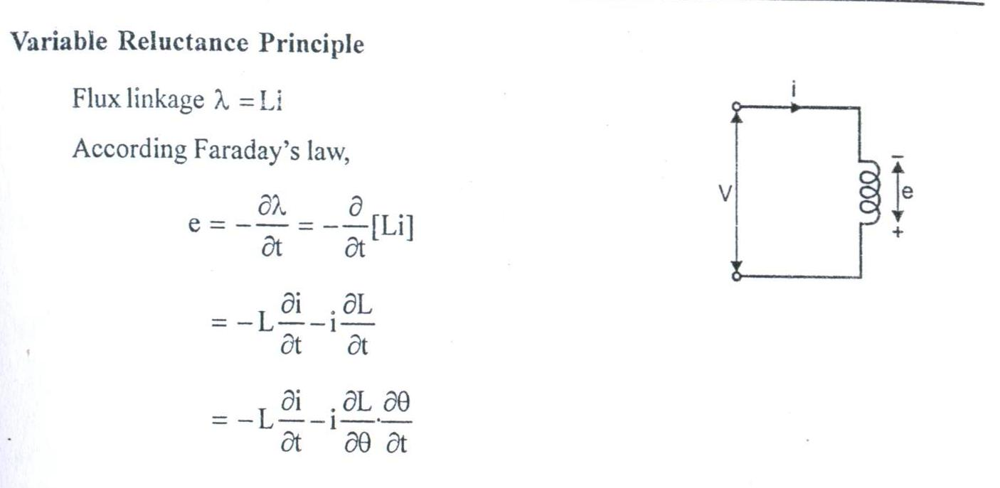 Variable Reluctance Principle
Flux linkage λ = Li
According Faraday's law,
e = −∂λ/∂t = −∂/∂t [Li]
= −L ∂i/∂t − i ∂L/∂t
= −L ∂i/∂t − i ∂L/∂θ · ∂θ/∂t
i
V
−
e
+